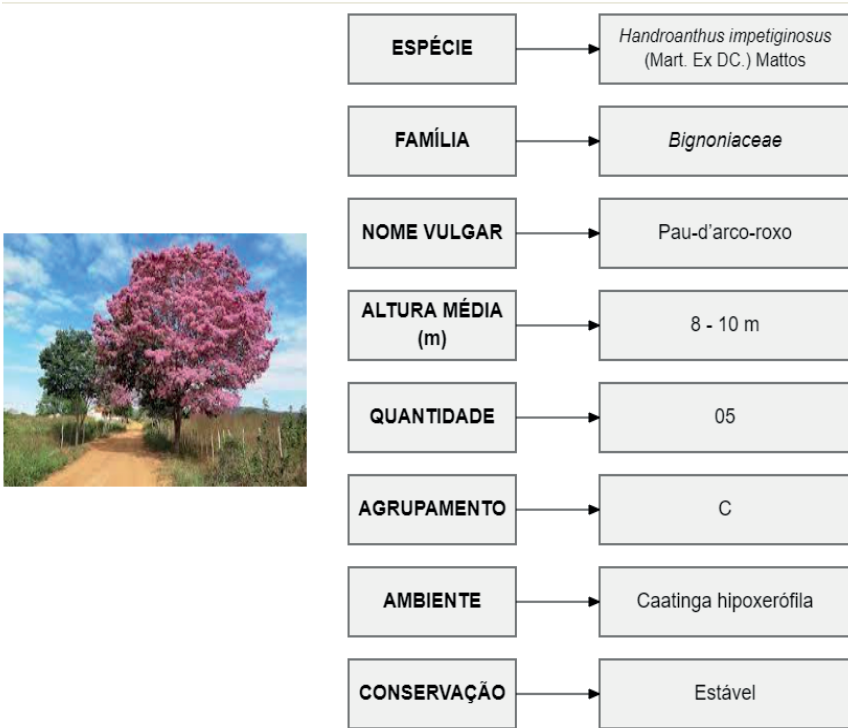 ESPÉCIE
Handroanthus impetiginosus
(Mart. Ex DC.) Mattos
FAMÍLIA
Bignoniaceae
NOME VULGAR
Pau-d’arco-roxo
ALTURA MÉDIA
(m)
8 - 10 m
QUANTIDADE
05
AGRUPAMENTO
C
AMBIENTE
Caatinga hipoxerófila
CONSERVAÇÃO
Estável